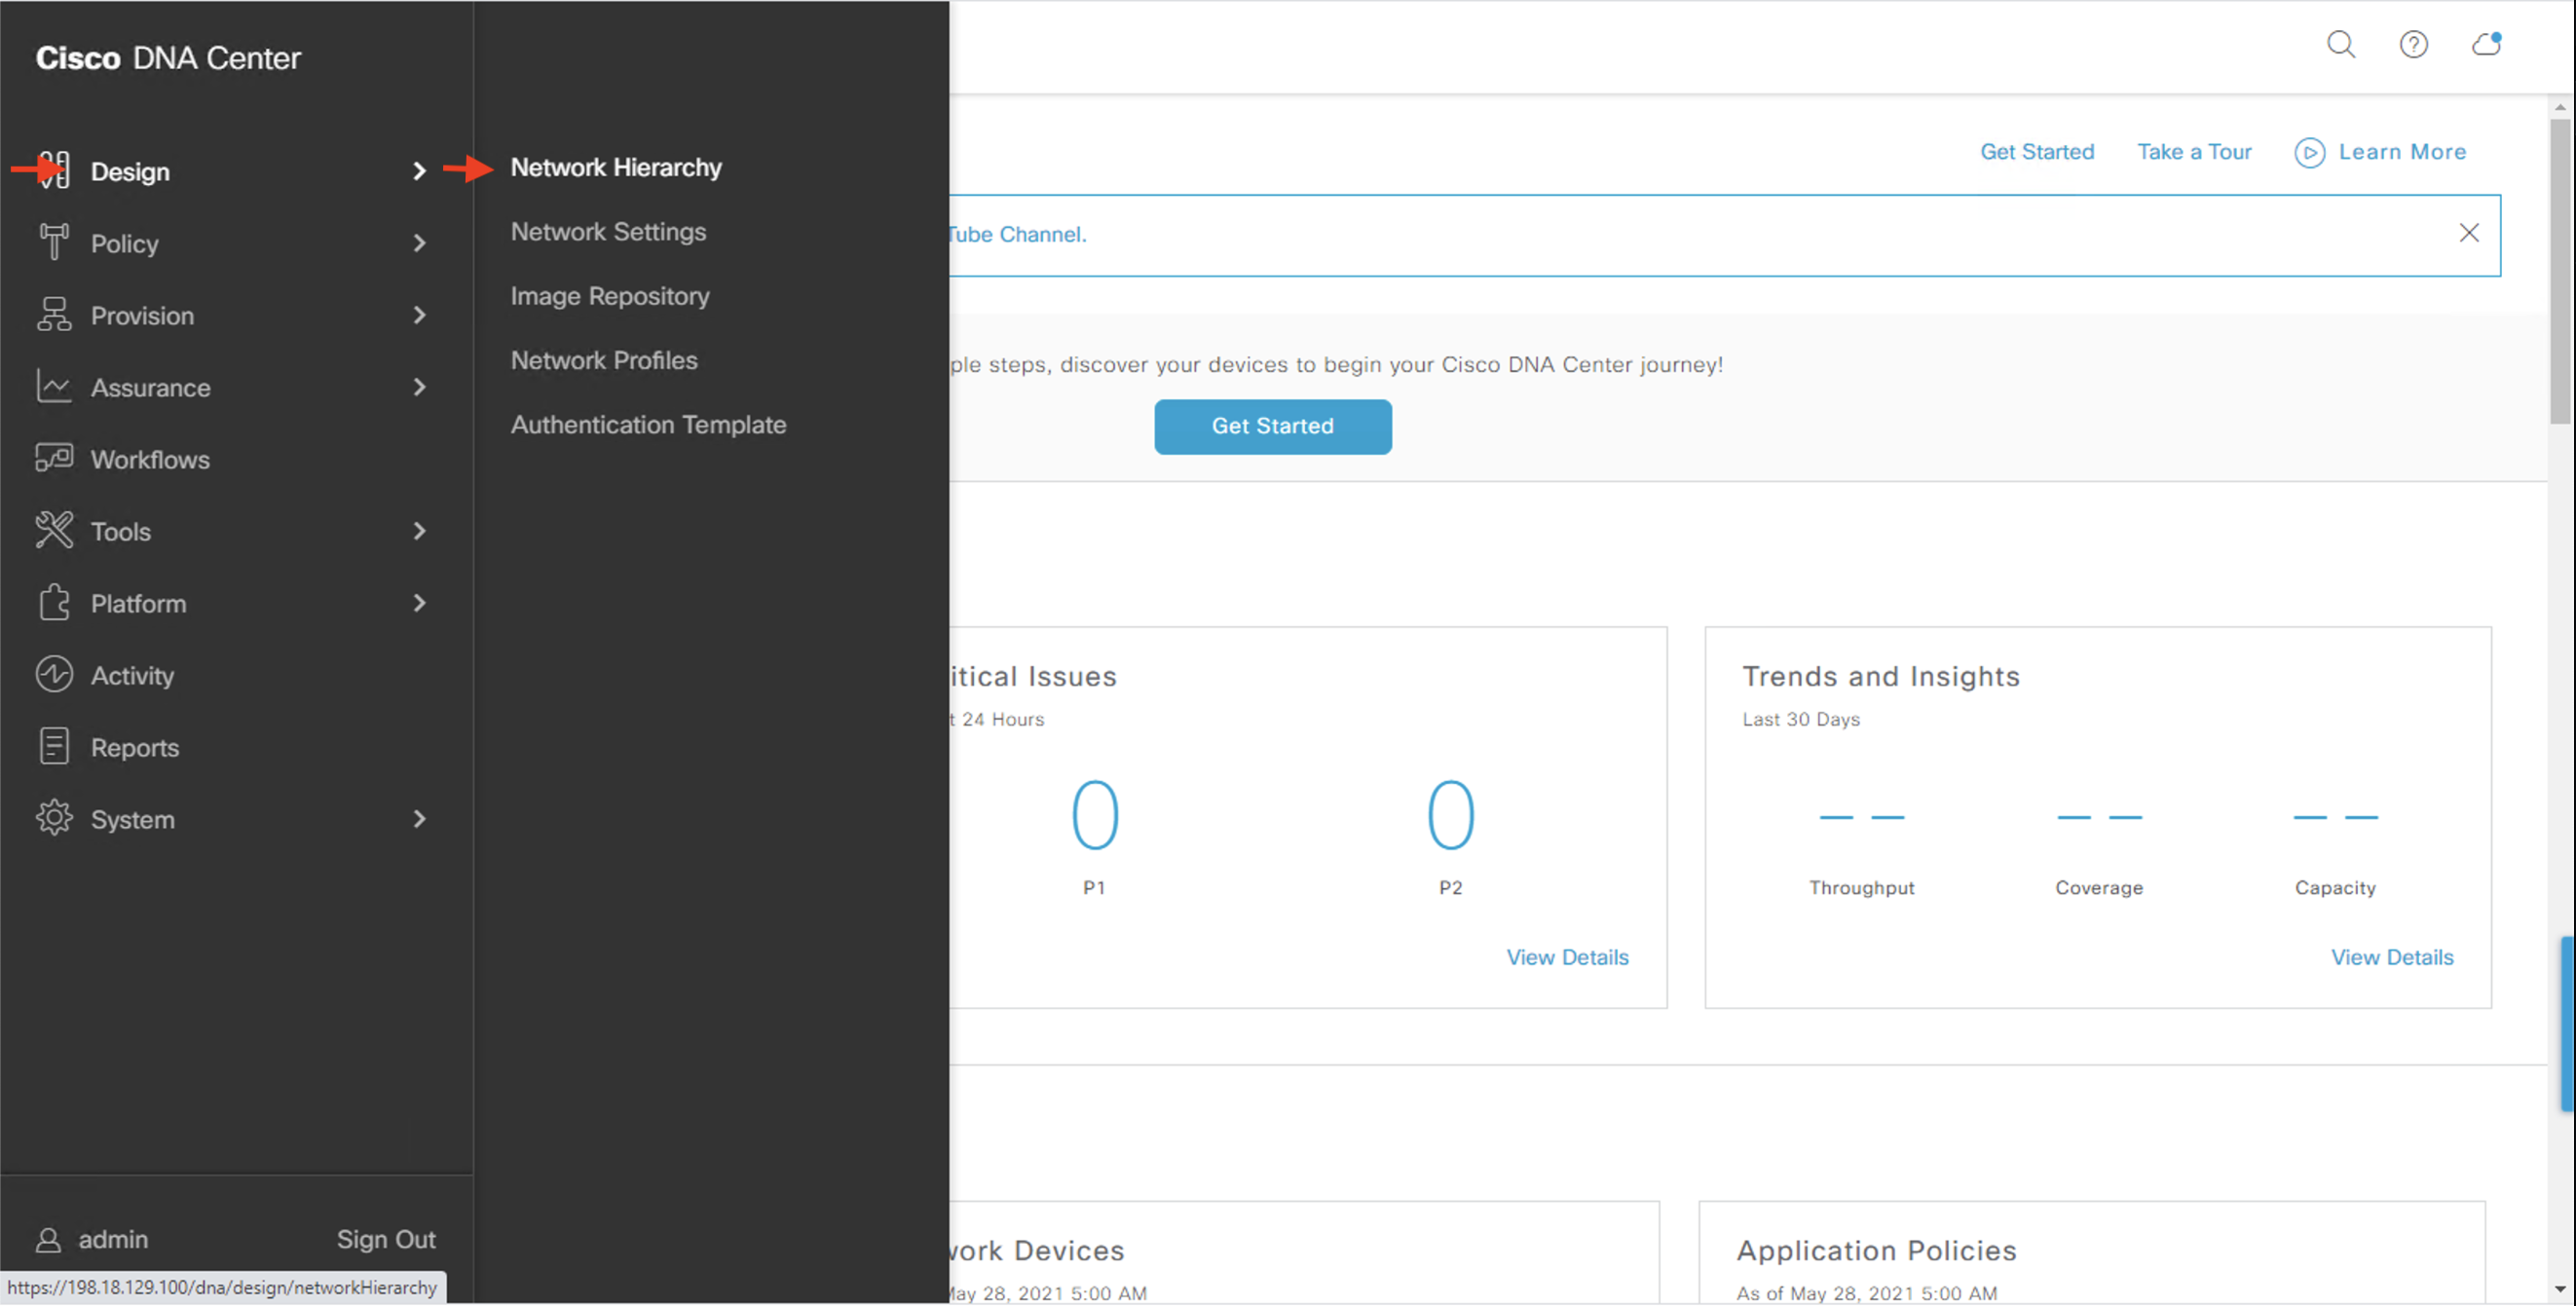 Cisco DNA Center
Design
Policy
Provision
Assurance
Workflows
Tools
Platform
Activity
Reports
System
admin
Sign Out
https://198.18.129.100/dna/design/networkHierarchy
Network Hierarchy
Network Settings
Image Repository
Network Profiles
Authentication Template
Get Started
Take a Tour
Learn More
Tube Channel.
ple steps, discover your devices to begin your Cisco DNA Center journey!
Get Started
itical Issues
t 24 Hours
0
P1
0
P2
View Details
Trends and Insights
Last 30 Days
-- -- --
Throughput
Coverage
Capacity
View Details
work Devices
May 28, 2021 5:00 AM
Application Policies
As of May 28, 2021 5:00 AM